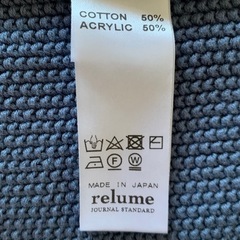 COTTON 50%
ACRYLIC 50%
MADE IN JAPAN
relume
JOURNAL STANDARD